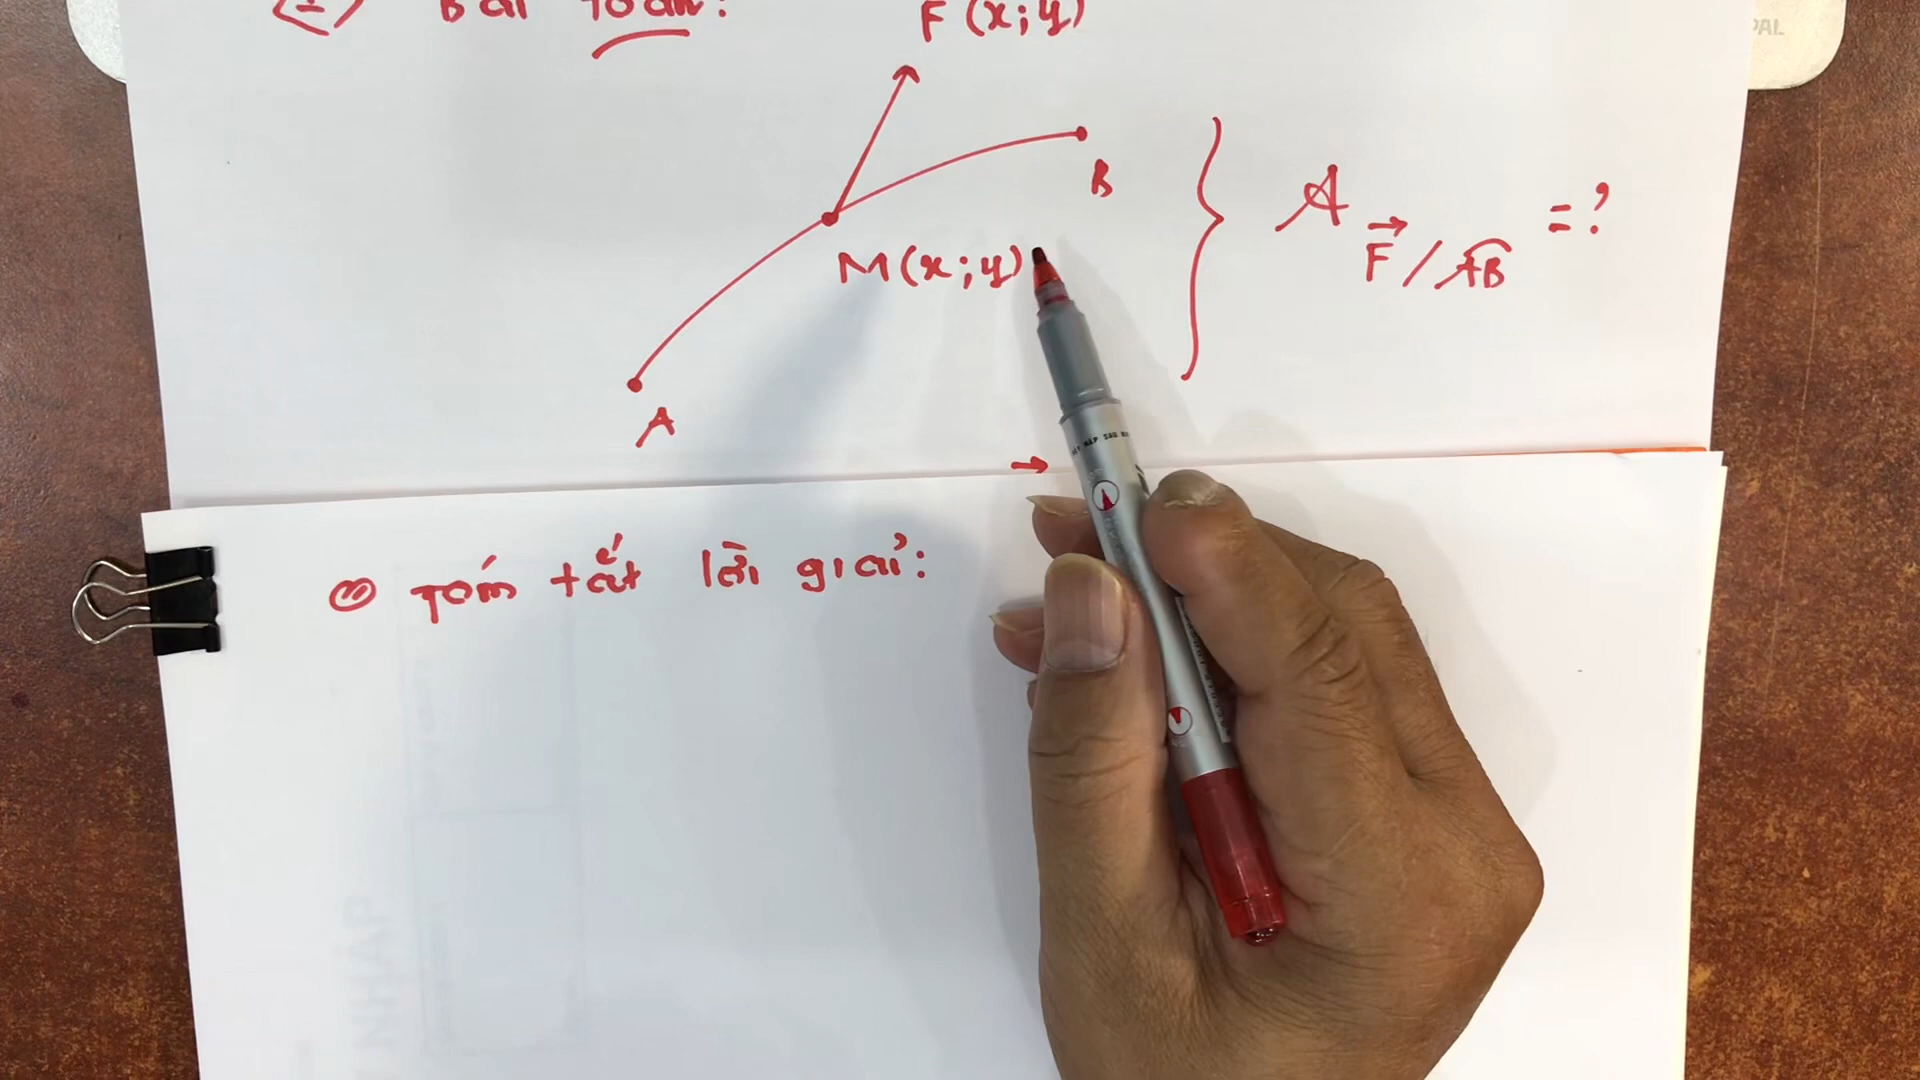 Bài toán:
F (x;y)
B
M(x;y)
A
A F/AB = ?
Tóm tắt lời giải: